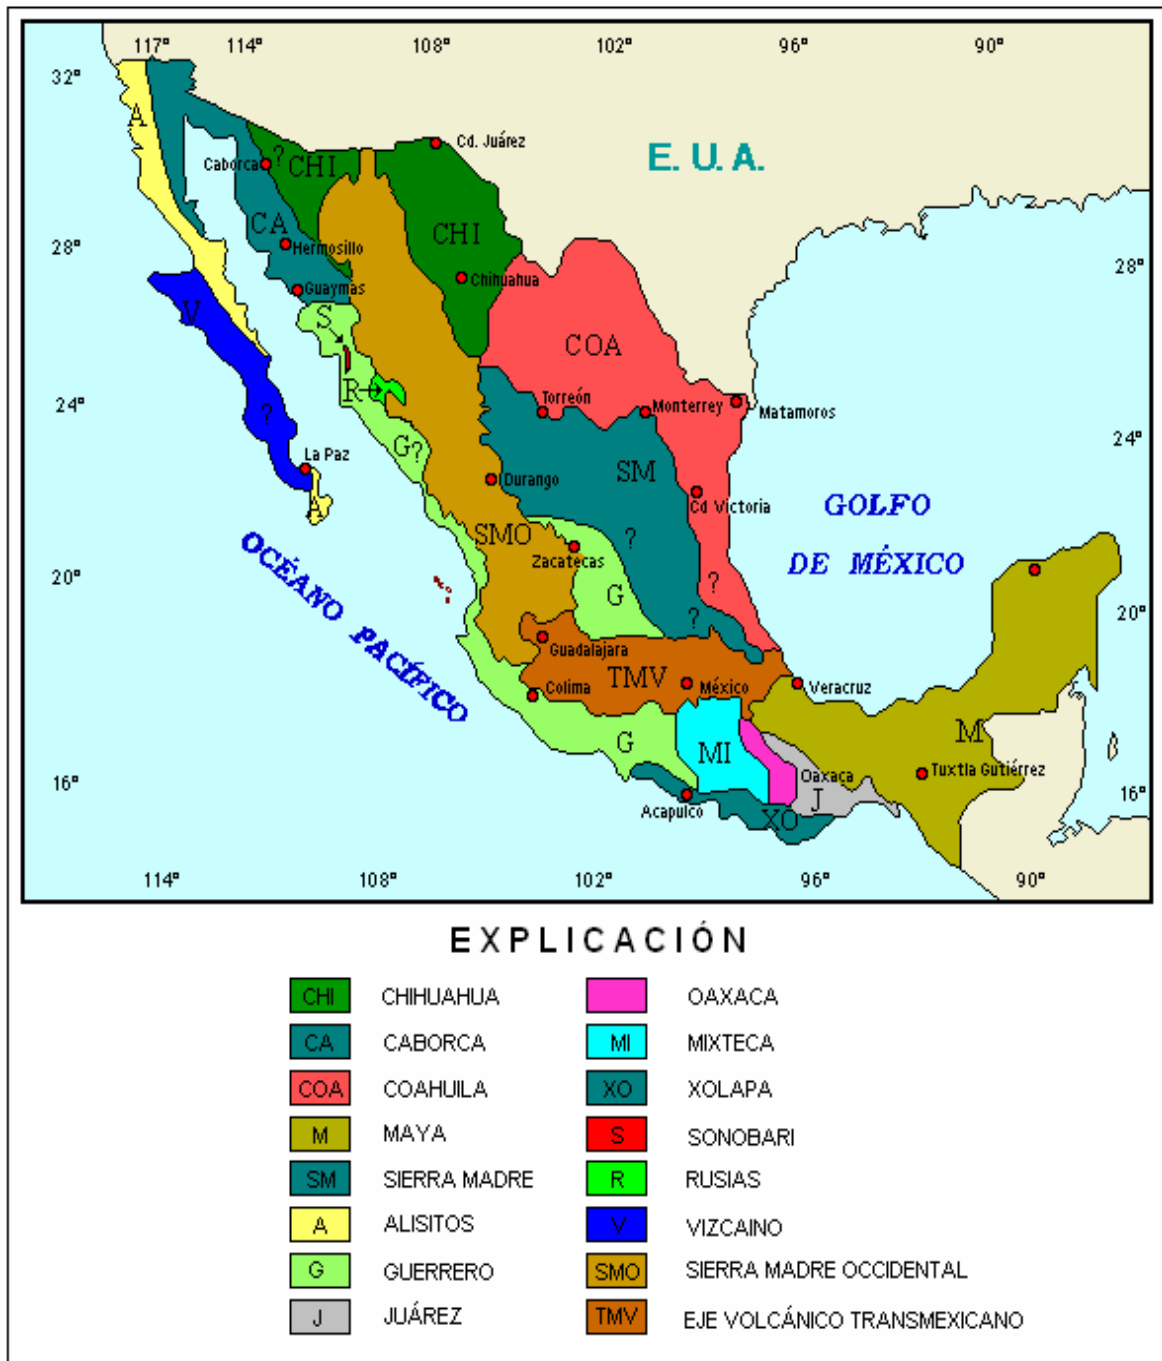 117° 114° 108° 102° 96° 90°
32°
A
Cd. Juárez
E. U. A.
? CHI
Caborca
CA
CHI
28°
Hermosillo
28°
Chihuahua
Guaymas
V
S
COA
R
Torreón
Monterrey
Matamoros
24°
?
G?
24°
La Paz
SM
Durango
Cd Victoria
A
GOLFO
DE MÉXICO
SMO
?
OCÉANO PACÍFICO
Zacatecas
20°
?
G
20°
?
Guadalajara
TMV
México
Veracruz
Colima
G
MI
M
16°
Oaxaca
Tuxtla Gutiérrez
16°
Acapulco
XO
J
114° 108° 102° 96° 90°
EXPLICACIÓN
CHI CHIHUAHUA
CA CABORCA
COA COAHUILA
M MAYA
SM SIERRA MADRE
A ALISITOS
G GUERRERO
J JUÁREZ
OAXACA
MI MIXTECA
XO XOLAPA
S SONOBARI
R RUSIAS
V VIZCAINO
SMO SIERRA MADRE OCCIDENTAL
TMV EJE VOLCÁNICO TRANSMEXICANO